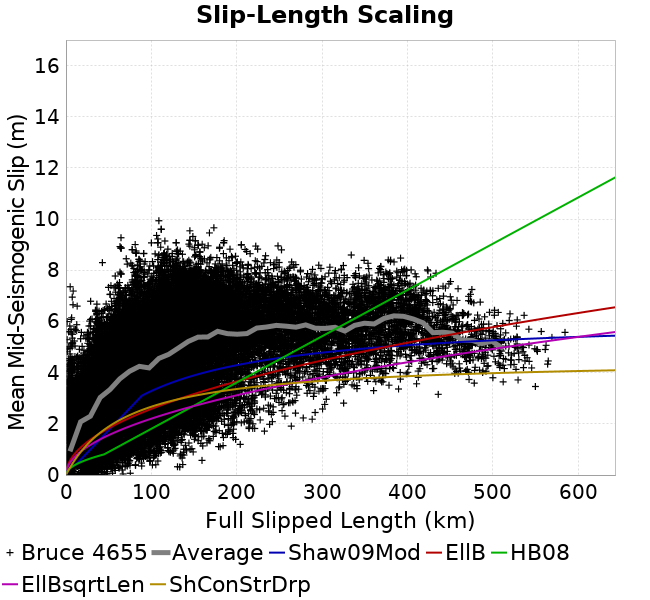 Slip-Length Scaling
Mean Mid-Seismogenic Slip (m)
16
14
12
10
8
6
4
2
0
0 100 200 300 400 500 600
Full Slipped Length (km)
Bruce 4655 Average Shaw09Mod EllB HB08
EllBsqrtLen ShConStrDrp